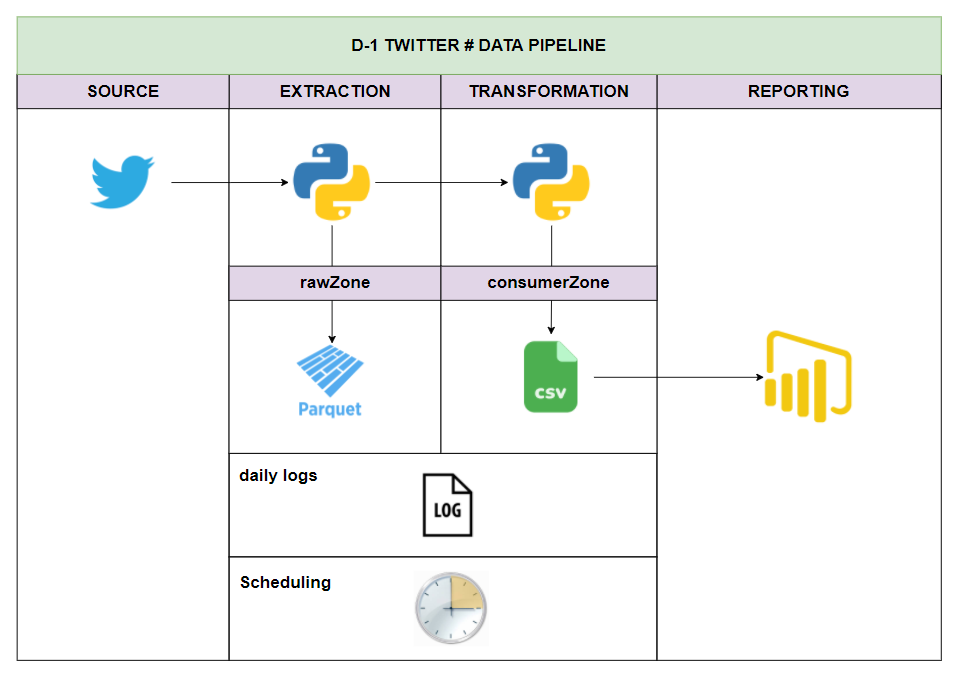 D-1 TWITTER # DATA PIPELINE
SOURCE
EXTRACTION
TRANSFORMATION
REPORTING
rawZone
consumerZone
Parquet
CSV
daily logs
LOG
Scheduling